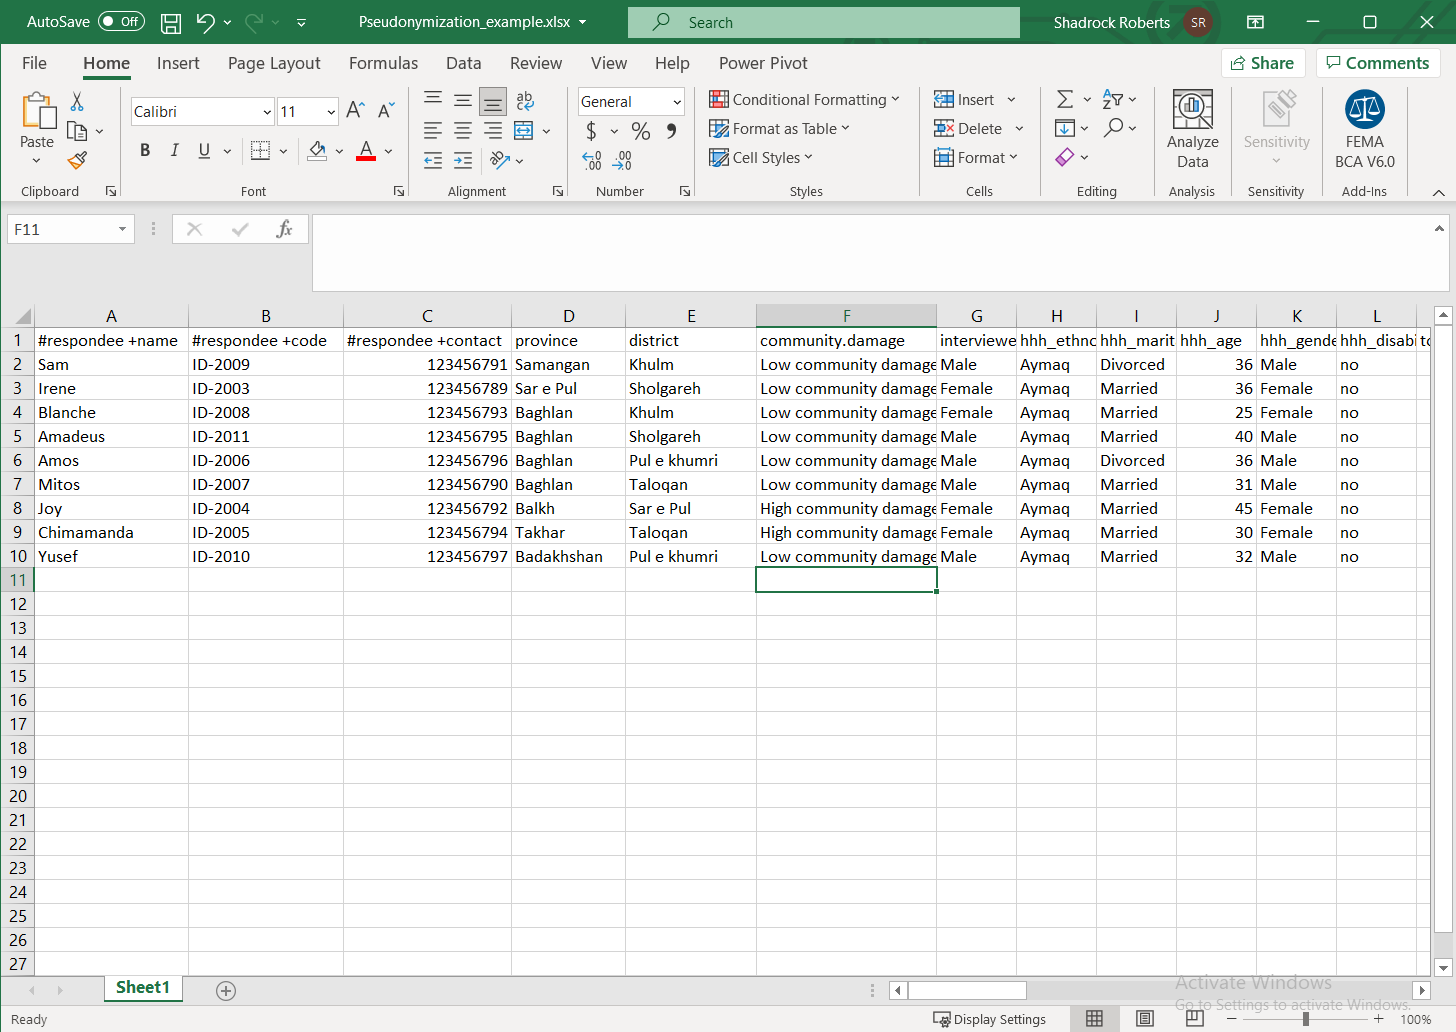 AutoSave Off Pseudonymization_example.xlsx Search Shadrock Roberts SR
File Home Insert Page Layout Formulas Data Review View Help Power Pivot Share Comments
Paste
Clipboard
Calibri 11
B I U A
Font
ab
Alignment
General
$ %
Number
Conditional Formatting
Format as Table
Cell Styles
Styles
Insert
Delete
Format
Cells
Editing
Analyze
Data
Analysis
Sensitivity
Sensitivity
FEMA
BCA V6.0
Add-Ins
F11 fx
A B C D E F G H I J K L
1 #respondee +name #respondee +code #respondee +contact province district community.damage interviewe hhh_ethno hhh_marit hhh_age hhh_gende hhh_disabi to
2 Sam ID-2009 123456791 Samangan Khulm Low community damage Male Aymaq Divorced 36 Male no
3 Irene ID-2003 123456789 Sar e Pul Sholgareh Low community damage Female Aymaq Married 36 Female no
4 Blanche ID-2008 123456793 Baghlan Khulm Low community damage Female Aymaq Married 25 Female no
5 Amadeus ID-2011 123456795 Baghlan Sholgareh Low community damage Male Aymaq Married 40 Male no
6 Amos ID-2006 123456796 Baghlan Pul e khumri Low community damage Male Aymaq Divorced 36 Male no
7 Mitos ID-2007 123456790 Baghlan Taloqan Low community damage Male Aymaq Married 31 Male no
8 Joy ID-2004 123456792 Balkh Sar e Pul High community damage Female Aymaq Married 45 Female no
9 Chimamanda ID-2005 123456794 Takhar Taloqan High community damage Female Aymaq Married 30 Female no
10 Yusef ID-2010 123456797 Badakhshan Pul e khumri Low community damage Male Aymaq Married 32 Male no
11
12
13
14
15
16
17
18
19
20
21
22
23
24
25
26
27
Sheet1
Activate Windows
Go to Settings to activate Windows.
Ready Display Settings 100%